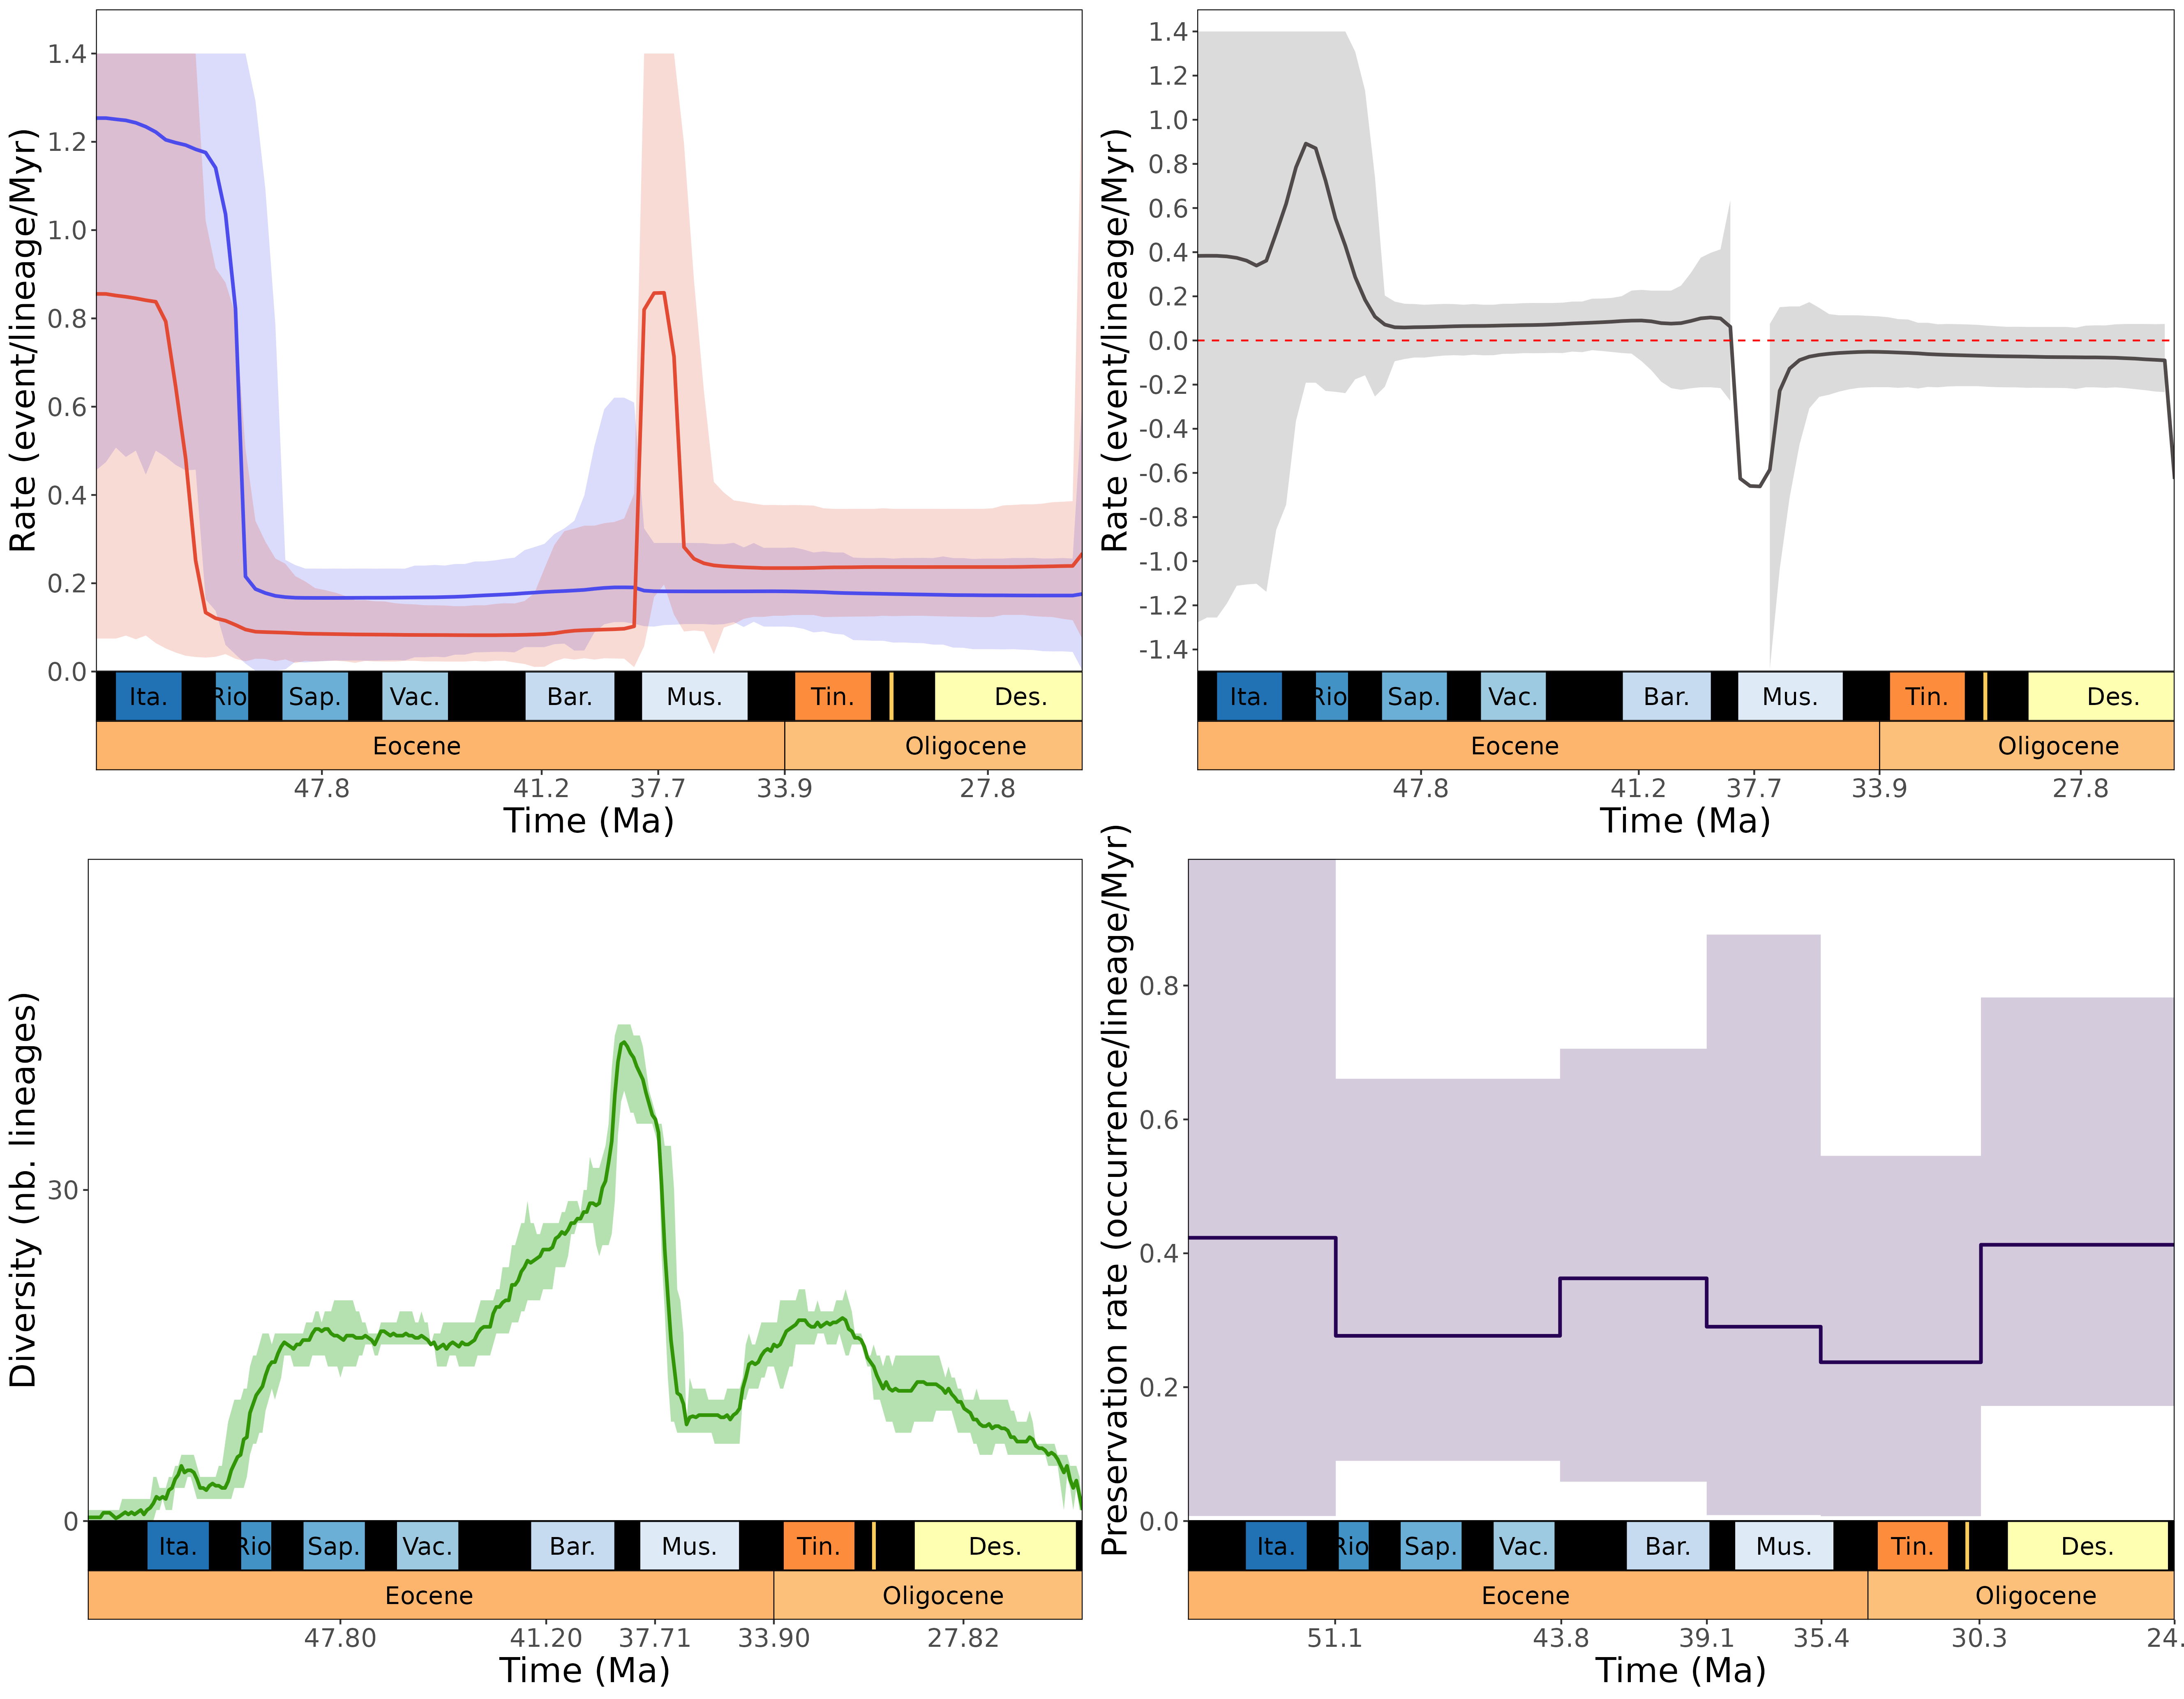 Rate (event/lineage/Myr)
1.4
1.2
1.0
0.8
0.6
0.4
0.2
0.0
Ita. Rio Sap. Vac. Bar. Mus. Tin. Des.
Eocene Oligocene
47.8 41.2 37.7 33.9 27.8
Time (Ma)
Rate (event/lineage/Myr)
1.4
1.2
1.0
0.8
0.6
0.4
0.2
0.0
-0.2
-0.4
-0.6
-0.8
-1.0
-1.2
-1.4
Ita. Rio Sap. Vac. Bar. Mus. Tin. Des.
Eocene Oligocene
47.8 41.2 37.7 33.9 27.8
Time (Ma)
Diversity (nb. lineages)
30
0
Ita. Rio Sap. Vac. Bar. Mus. Tin. Des.
Eocene Oligocene
47.80 41.20 37.71 33.90 27.82
Time (Ma)
Preservation rate (occurrence/lineage/Myr)
0.8
0.6
0.4
0.2
0.0
Ita. Rio Sap. Vac. Bar. Mus. Tin. Des.
Eocene Oligocene
51.1 43.8 39.1 35.4 30.3 24.
Time (Ma)